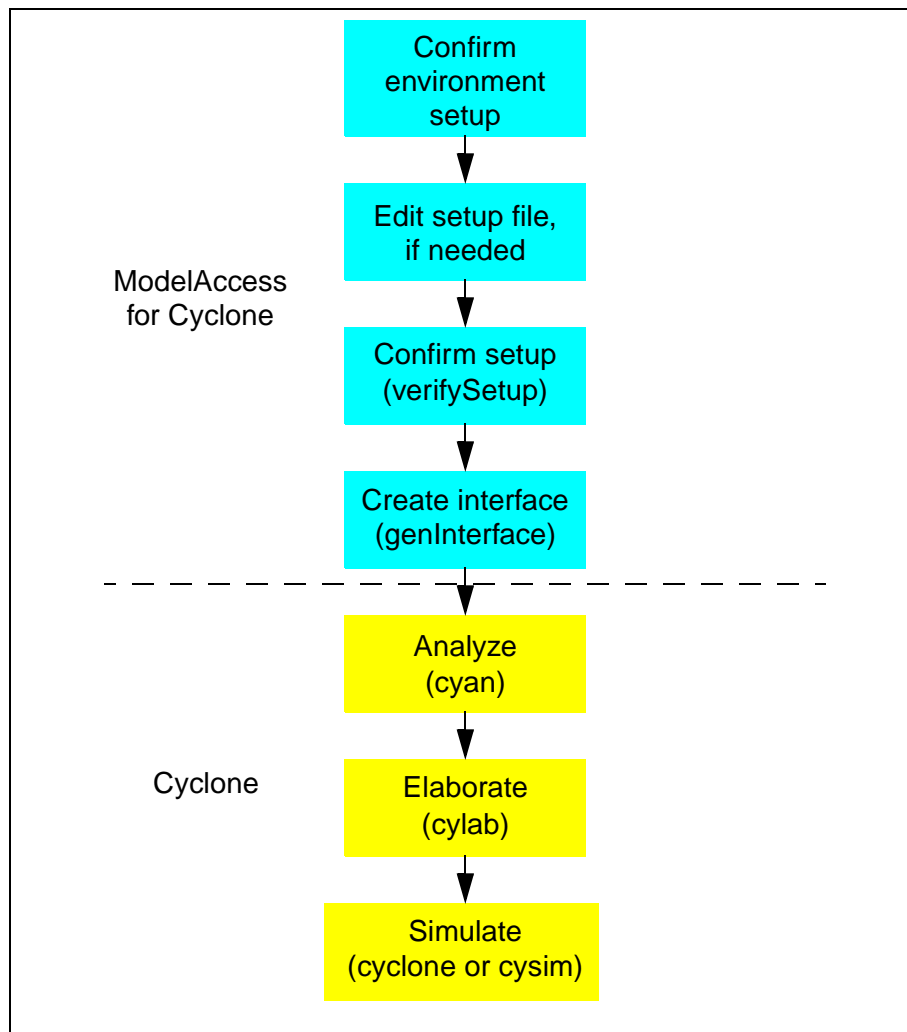 Confirm
environment
setup
Edit setup file,
if needed
ModelAccess
for Cyclone
Confirm setup
(verifySetup)
Create interface
(genInterface)
Analyze
(cyan)
Cyclone
Elaborate
(cylab)
Simulate
(cyclone or cysim)